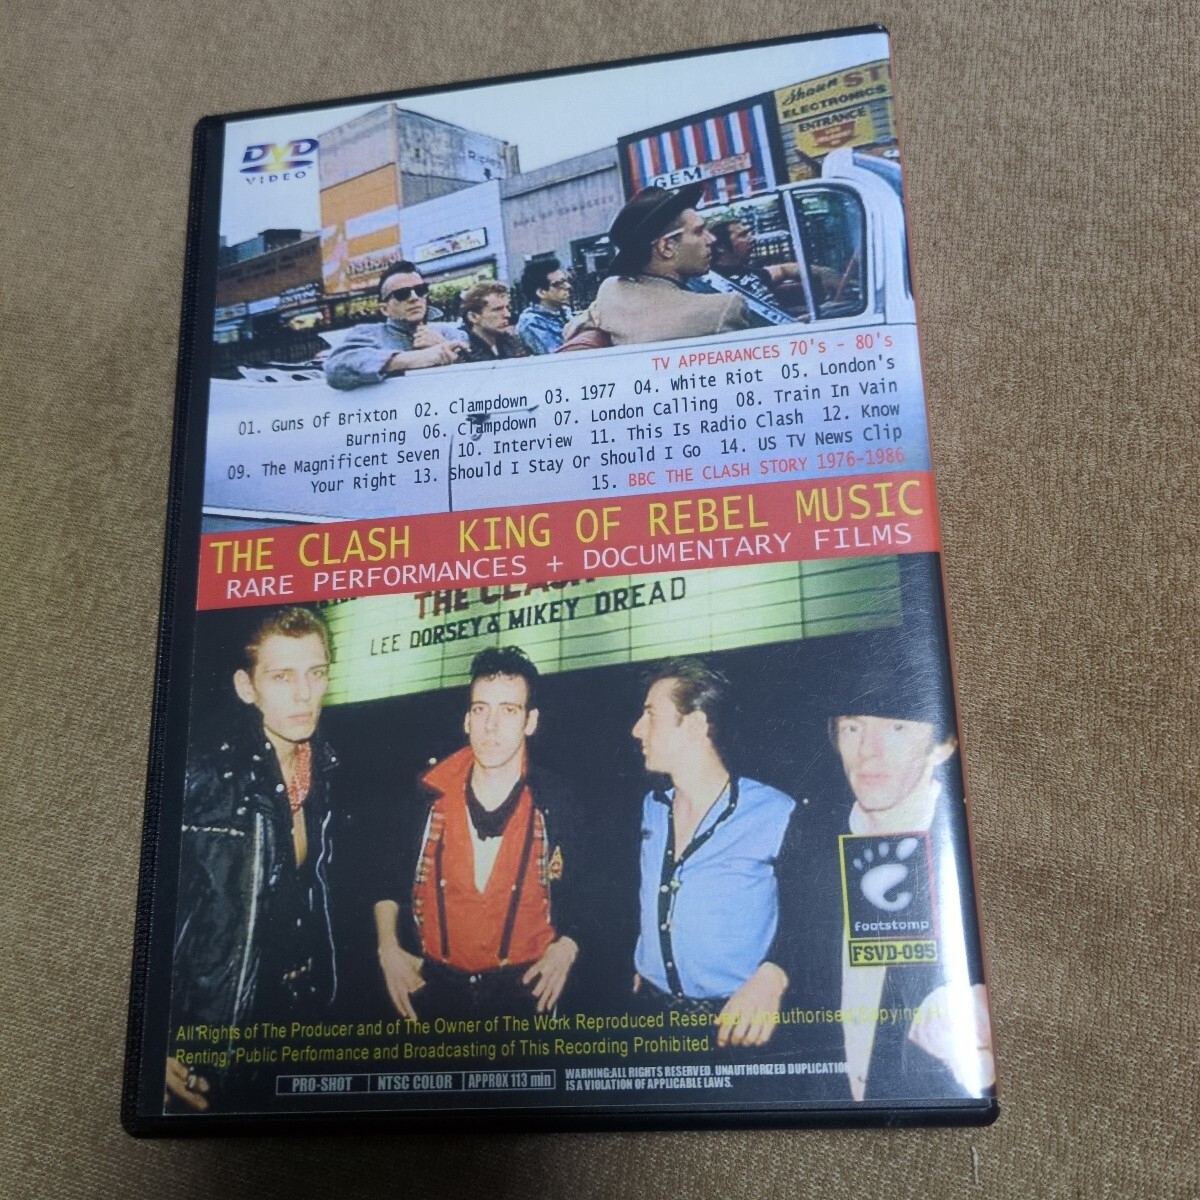 DVD
VIDEO
Shaun STE
ELECTRONICS
ENTRANCE
GEM
national
TV APPEARANCES 70's - 80's
01. Guns Of Brixton 02. Clampdown 03. 1977 04. White Riot 05. London's
Burning 06. Clampdown 07. London Calling 08. Train In Vain
09. The Magnificent Seven 10. Interview 11. This Is Radio Clash 12. Know
Your Right 13. Should I Stay Or Should I Go 14. US TV News Clip
15. BBC THE CLASH STORY 1976-1986
THE CLASH KING OF REBEL MUSIC
RARE PERFORMANCES + DOCUMENTARY FILMS
THE CLASH
LEE DORSEY & MIKEY DREAD
footstomp
FSVD-095
All Rights of The Producer and of The Owner of The Work Reproduced Reserved. Unauthorised Copying,
Renting, Public Performance and Broadcasting of This Recording Prohibited.
PRO-SHOT NTSC COLOR APPROX 113 min
WARNING:ALL RIGHTS RESERVED. UNAUTHORIZED DUPLICATION
IS A VIOLATION OF APPLICABLE LAWS.